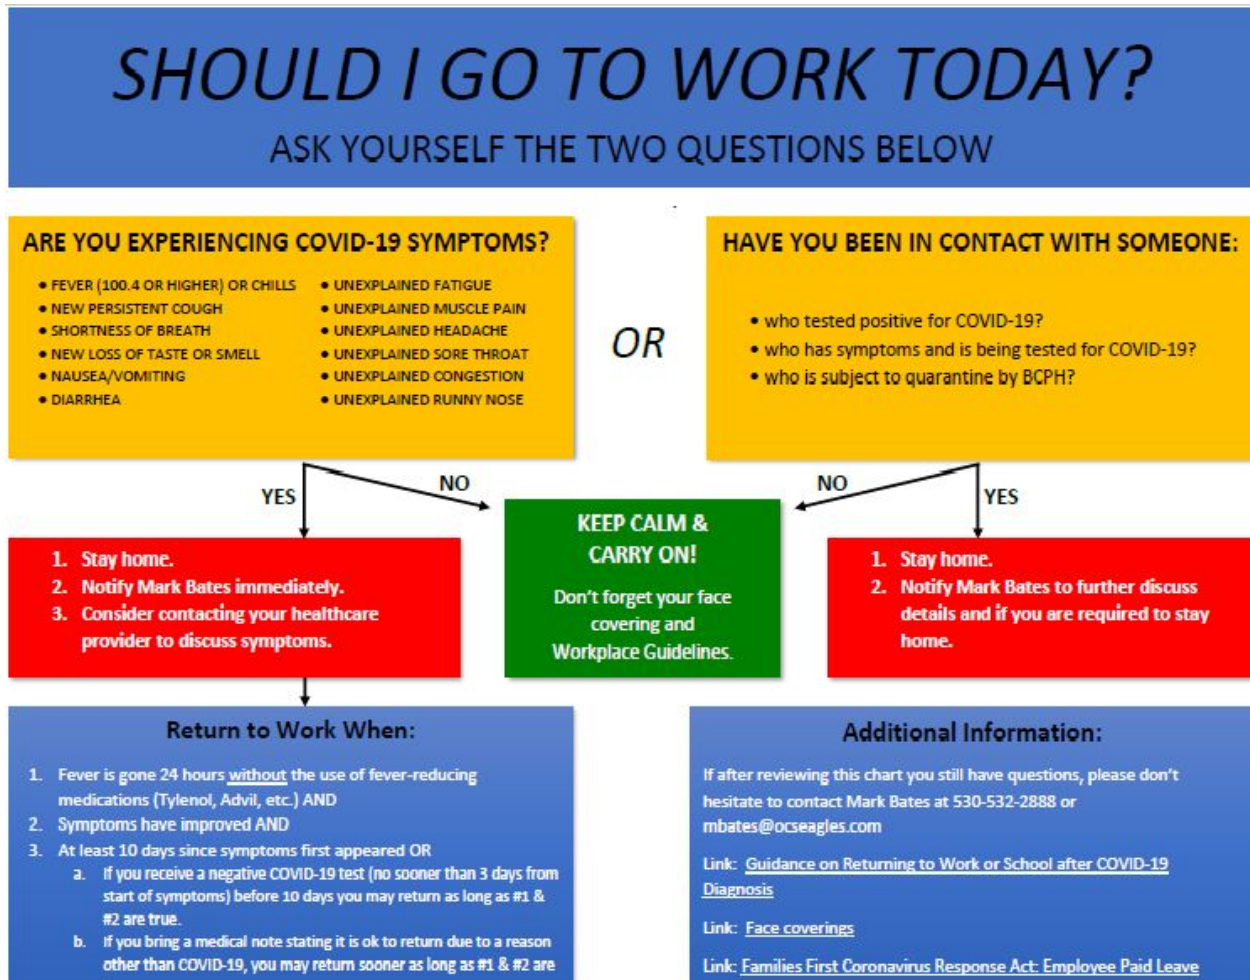 SHOULD I GO TO WORK TODAY?
ASK YOURSELF THE TWO QUESTIONS BELOW
ARE YOU EXPERIENCING COVID-19 SYMPTOMS?
• FEVER (100.4 OR HIGHER) OR CHILLS
• NEW PERSISTENT COUGH
• SHORTNESS OF BREATH
• NEW LOSS OF TASTE OR SMELL
• NAUSEA/VOMITING
• DIARRHEA
• UNEXPLAINED FATIGUE
• UNEXPLAINED MUSCLE PAIN
• UNEXPLAINED HEADACHE
• UNEXPLAINED SORE THROAT
• UNEXPLAINED CONGESTION
• UNEXPLAINED RUNNY NOSE
OR
HAVE YOU BEEN IN CONTACT WITH SOMEONE:
• who tested positive for COVID-19?
• who has symptoms and is being tested for COVID-19?
• who is subject to quarantine by BCPH?
YES
NO
NO
YES
1. Stay home.
2. Notify Mark Bates immediately.
3. Consider contacting your healthcare
provider to discuss symptoms.
KEEP CALM &
CARRY ON!
Don't forget your face
covering and
Workplace Guidelines.
1. Stay home.
2. Notify Mark Bates to further discuss
details and if you are required to stay
home.
Return to Work When:
1. Fever is gone 24 hours without the use of fever-reducing
medications (Tylenol, Advil, etc.) AND
2. Symptoms have improved AND
3. At least 10 days since symptoms first appeared OR
a. If you receive a negative COVID-19 test (no sooner than 3 days from
start of symptoms) before 10 days you may return as long as #1 &
#2 are true.
b. If you bring a medical note stating it is ok to return due to a reason
other than COVID-19, you may return sooner as long as #1 & #2 are
Additional Information:
If after reviewing this chart you still have questions, please don't
hesitate to contact Mark Bates at 530-532-2888 or
mbates@ocseagles.com
Link: Guidance on Returning to Work or School after COVID-19
Diagnosis
Link: Face coverings
Link: Families First Coronavirus Response Act: Employee Paid Leave